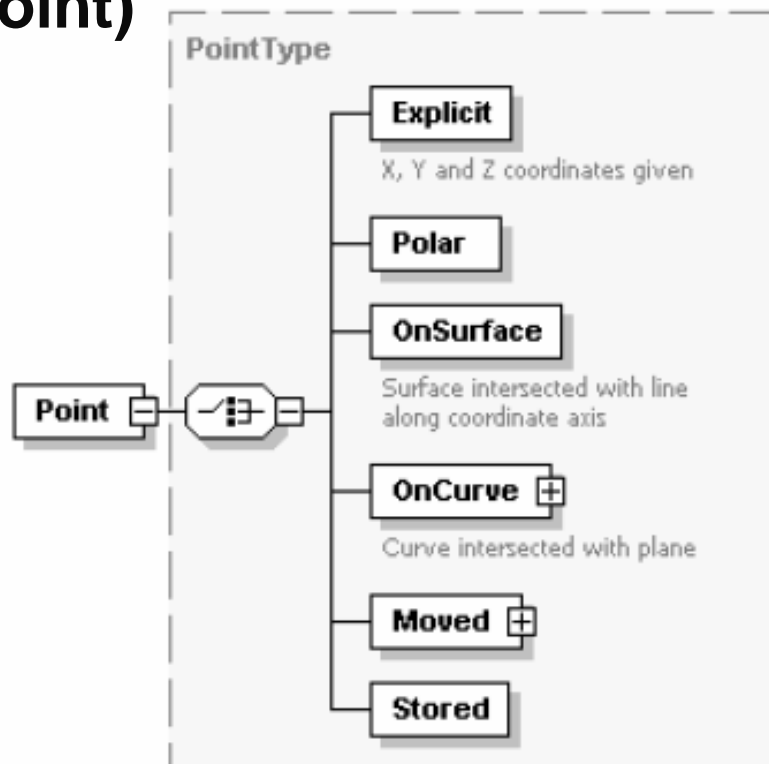 oint)
PointType
Explicit
X, Y and Z coordinates given
Polar
OnSurface
Surface intersected with line
along coordinate axis
Point
OnCurve
Curve intersected with plane
Moved
Stored